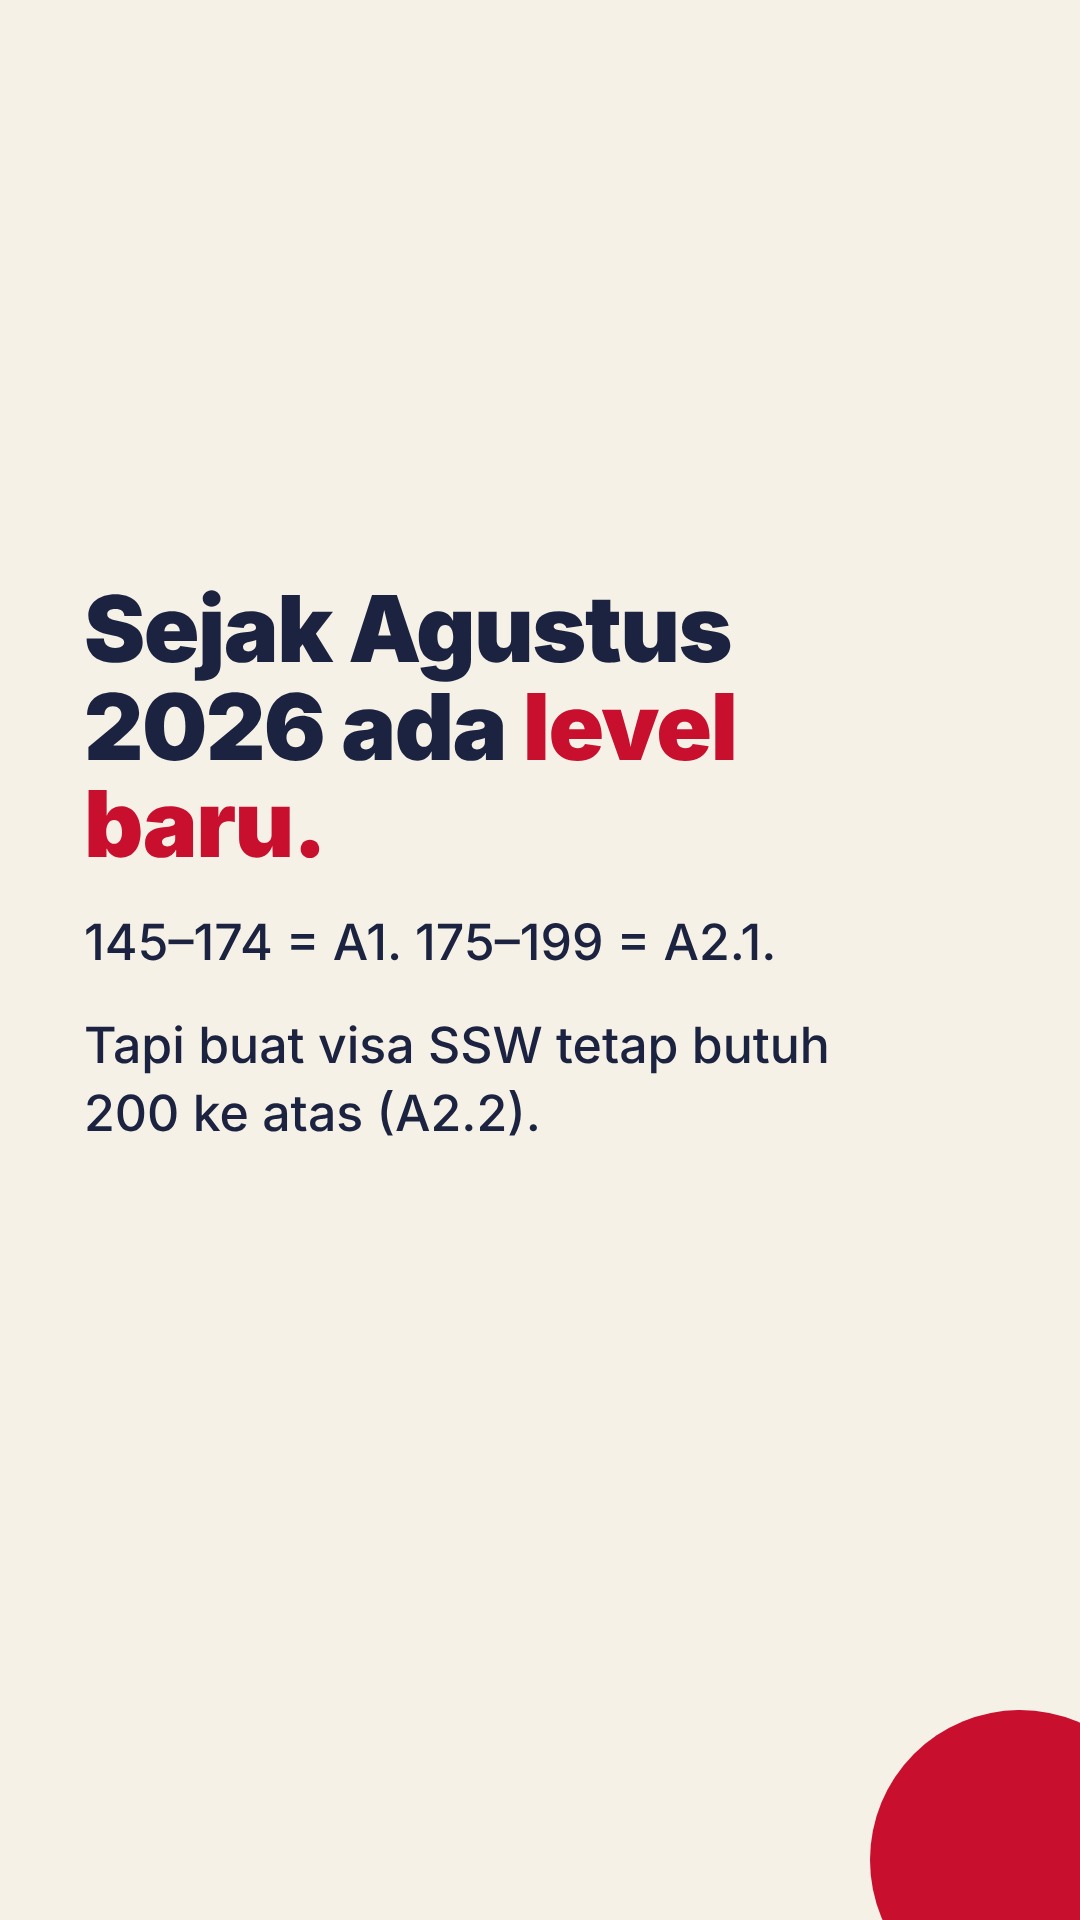 Sejak Agustus
2026 ada level
baru.
145–174 = A1. 175–199 = A2.1.
Tapi buat visa SSW tetap butuh
200 ke atas (A2.2).